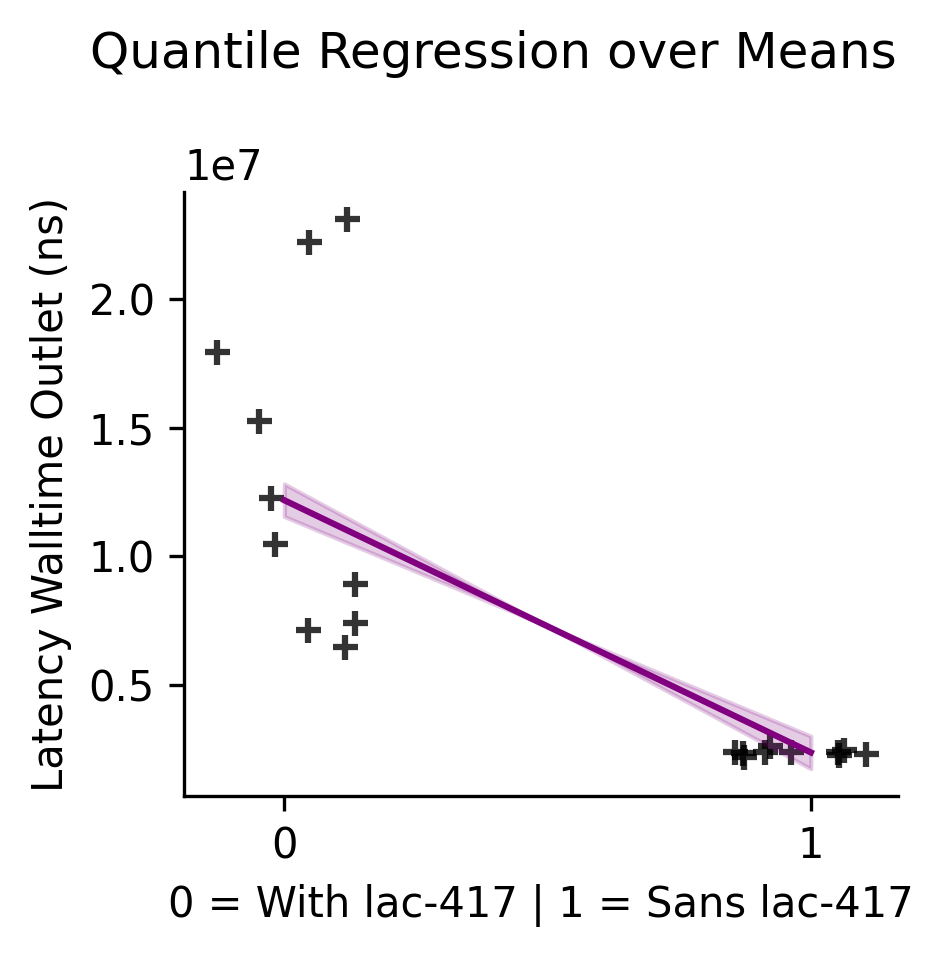 Quantile Regression over Means
1e7
Latency Walltime Outlet (ns)
2.0
1.5
1.0
0.5
0
1
0 = With lac-417 | 1 = Sans lac-417